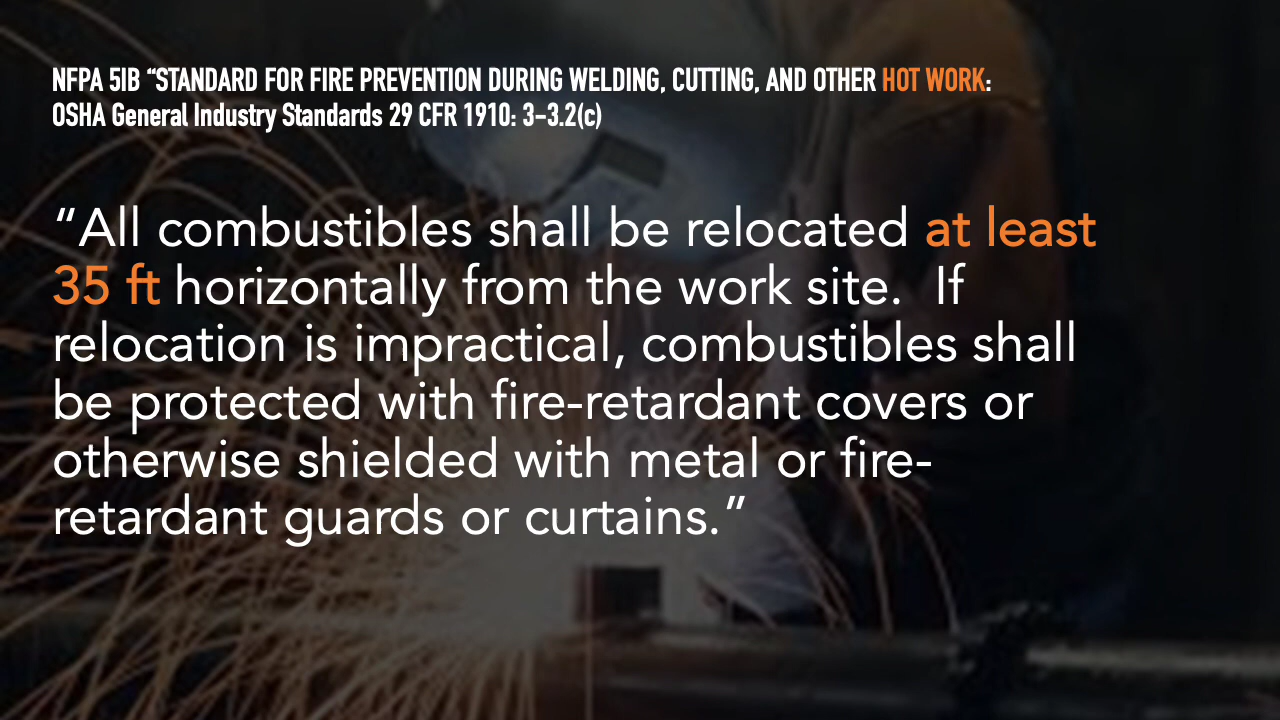 NFPA 51B “STANDARD FOR FIRE PREVENTION DURING WELDING, CUTTING, AND OTHER HOT WORK:
OSHA General Industry Standards 29 CFR 1910: 3-3.2(c)
“All combustibles shall be relocated at least
35 ft horizontally from the work site.  If
relocation is impractical, combustibles shall
be protected with fire-retardant covers or
otherwise shielded with metal or fire-
retardant guards or curtains.”